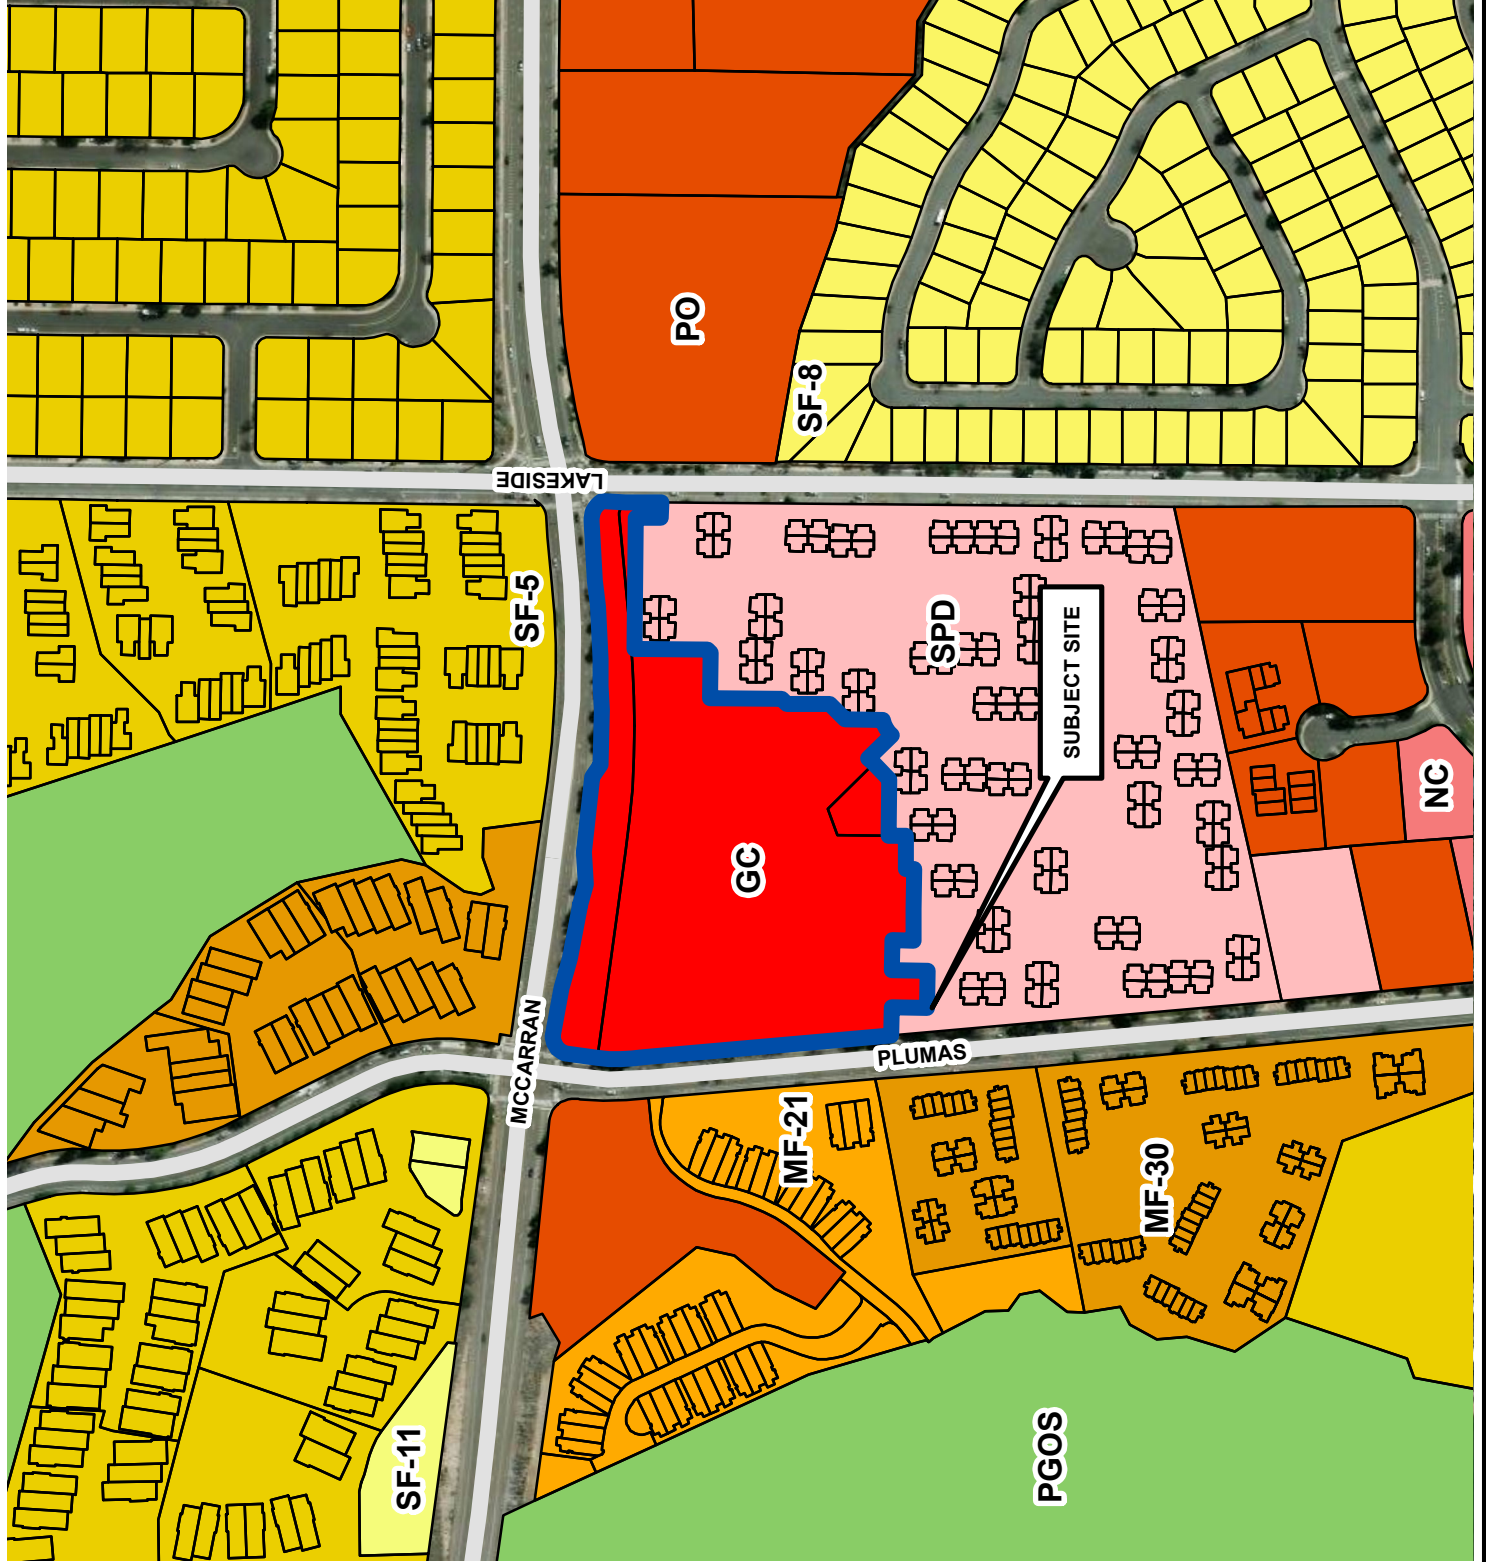 PO
SF-8
LAKESIDE
SF-5
SPD
SUBJECT SITE
NC
GC
MCCARRAN
PLUMAS
MF-21
MF-30
SF-11
PGOS